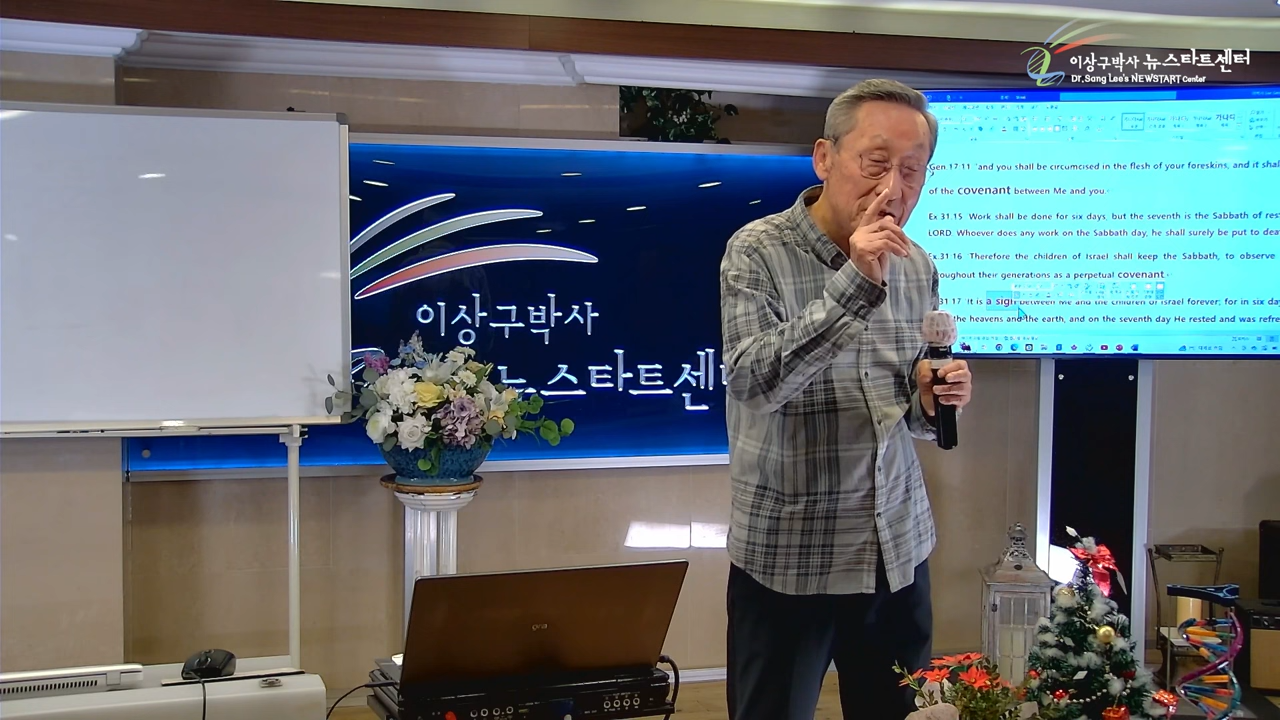 이상구박사 뉴스타트센터
Dr. Sang Lee's NEWSTART Center
Gen 17:11 "and you shall be circumcised in the flesh of your foreskins, and it shal
of the covenant between Me and you.
Ex 31:15 Work shall be done for six days, but the seventh is the Sabbath of res
LORD. Whoever does any work on the Sabbath day, he shall surely be put to dea
Ex 31:16 Therefore the children of Israel shall keep the Sabbath, to observe
roughout their generations as a perpetual covenant
31:17 'It is a sign between Me and the children of Israel forever; for in six day
the heavens and the earth, and on the seventh day He rested and was refre
이상구박사
뉴스타트센
gram